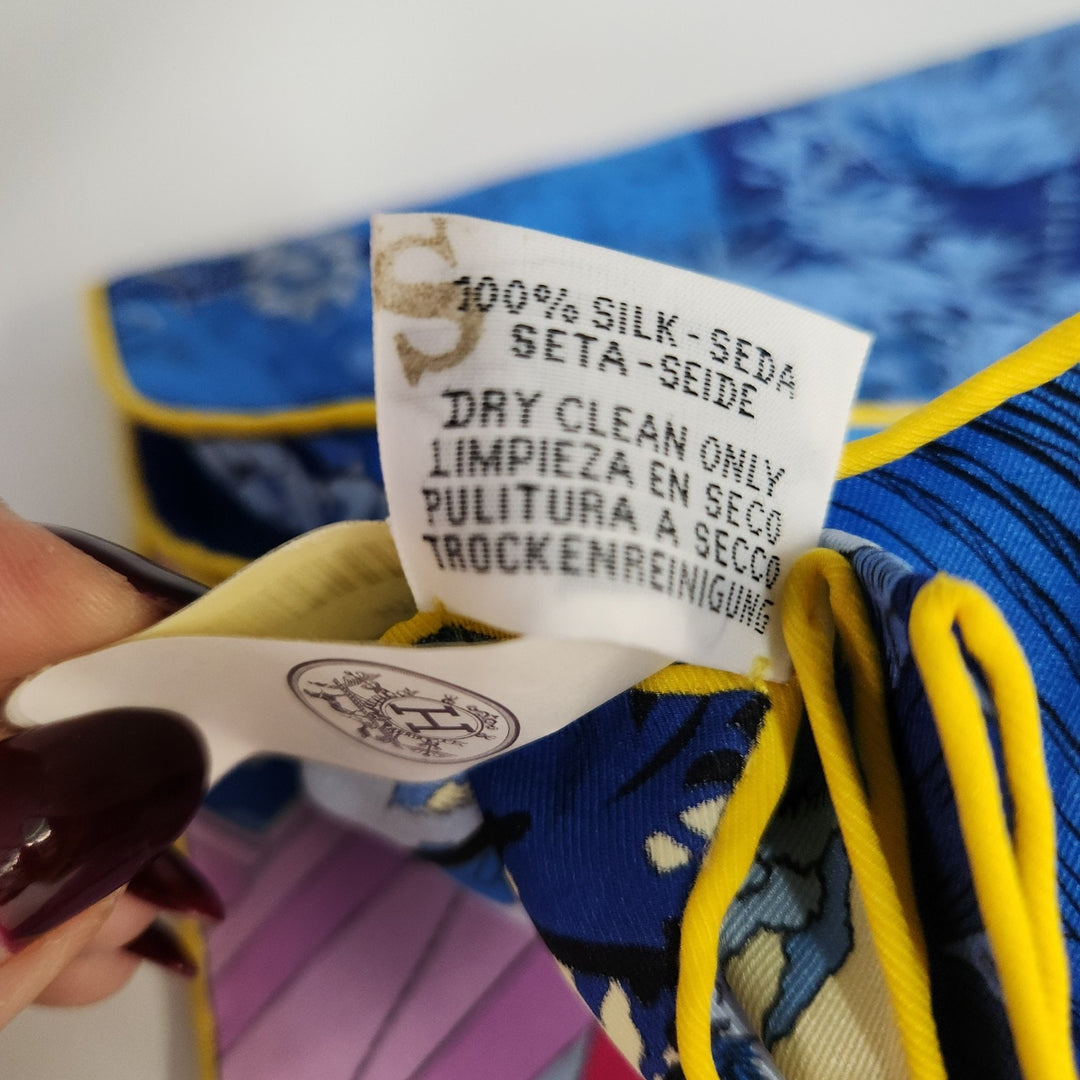 S
100% SILK - SEDA
SETA - SEIDE
DRY CLEAN ONLY
LIMPIEZA EN SECO
PULITURA A SECCO
TROCKENREINIGUNG
H